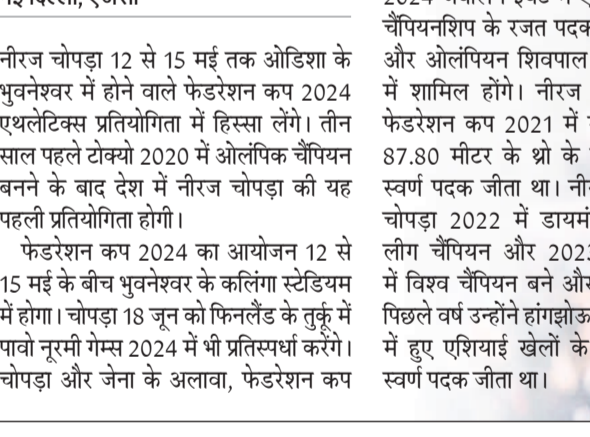 नीरज चोपड़ा 12 से 15 मई तक ओडिशा के
भुवनेश्वर में होने वाले फेडरेशन कप 2024
एथलेटिक्स प्रतियोगिता में हिस्सा लेंगे। तीन
साल पहले टोक्यो 2020 में ओलंपिक चैंपियन
बनने के बाद देश में नीरज चोपड़ा की यह
पहली प्रतियोगिता होगी।
फेडरेशन कप 2024 का आयोजन 12 से
15 मई के बीच भुवनेश्वर के कलिंगा स्टेडियम
में होगा। चोपड़ा 18 जून को फिनलैंड के तुर्कू में
पावो नूरमी गेम्स 2024 में भी प्रतिस्पर्धा करेंगे।
चोपड़ा और जेना के अलावा, फेडरेशन कप
चैंपियनशिप के रजत पदक
और ओलंपियन शिवपाल
में शामिल होंगे। नीरज
फेडरेशन कप 2021 में
87.80 मीटर के थ्रो के
स्वर्ण पदक जीता था। नी
चोपड़ा 2022 में डायमं
लीग चैंपियन और 202
में विश्व चैंपियन बने और
पिछले वर्ष उन्होंने हांगझोऊ
में हुए एशियाई खेलों के
स्वर्ण पदक जीता था।